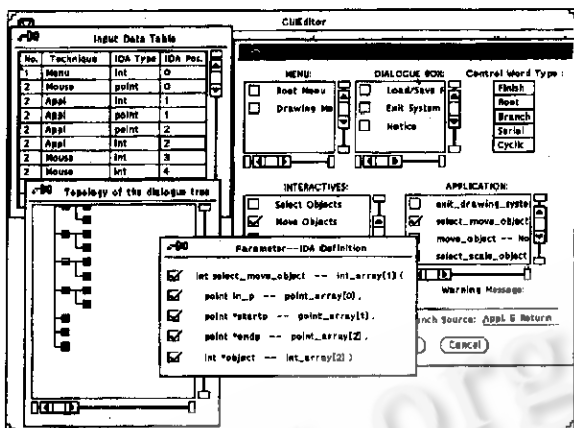 CUEditor
Input Data Table
No. Technique IDA Type IDA Pos.
1 Menu int 0
2 Mouse point 0
2 Appl int 1
2 Appl point 1
2 Appl point 2
2 Appl int 2
2 Mouse int 3
2 Mouse int 4
Topology of the dialogue tree
MENU:
Root Menu
Drawing
DIALOGUE BOX:
Load/Save
Exit System
Notice
Control Word Type :
Finish
Root
Branch
Serial
Cyclic
INTERACTIVES:
Select Objects
Move Objects
APPLICATION:
exit_drawing_syste
select_move_object
move_object -- No
select_scale_object
Warning Message:
nch Source: Appl & Return
Cancel
Parameter--IDA Definition
int select_move_object -- int_array[1] (
point in_p -- point_array[0],
point *startp -- point_array[1],
point *endp -- point_array[2],
int *object -- int_array[2] )